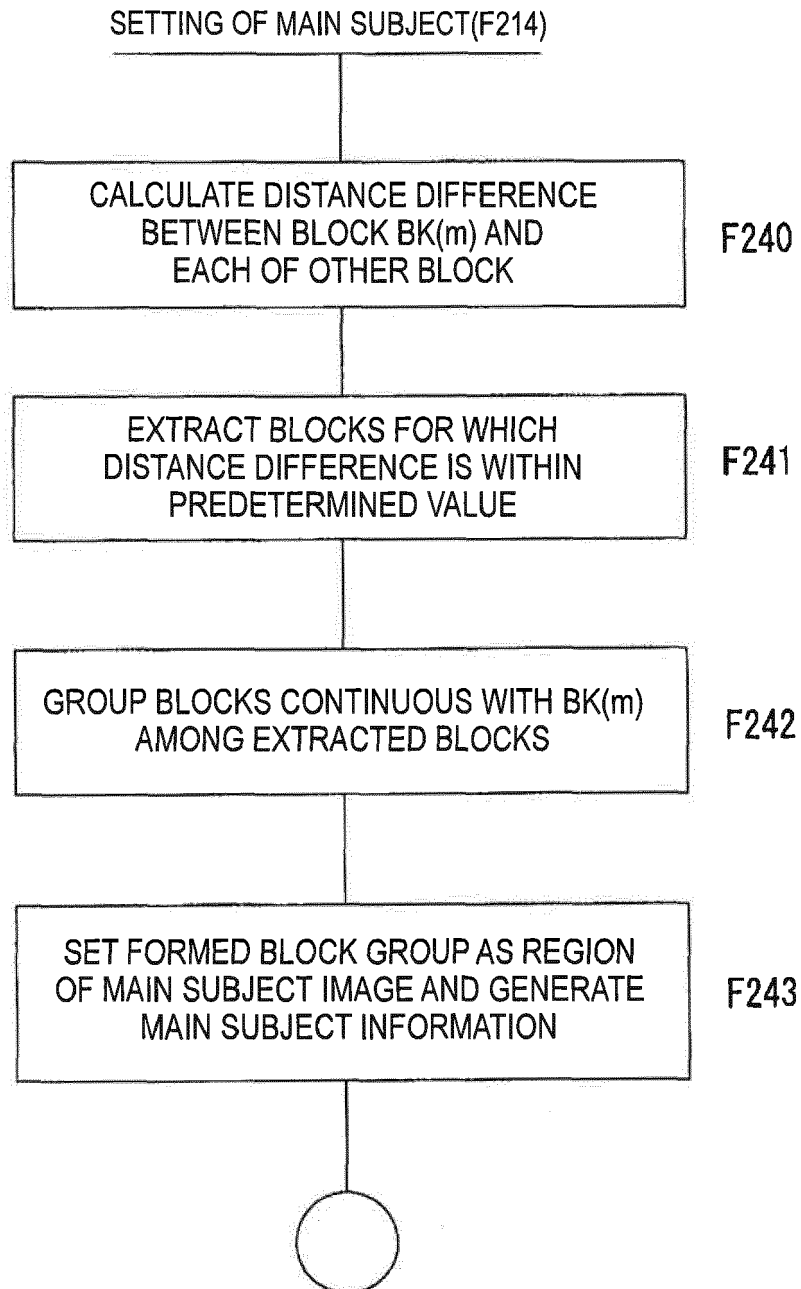 SETTING OF MAIN SUBJECT(F214)
CALCULATE DISTANCE DIFFERENCE
BETWEEN BLOCK BK(m) AND
EACH OF OTHER BLOCK
F240
EXTRACT BLOCKS FOR WHICH
DISTANCE DIFFERENCE IS WITHIN
PREDETERMINED VALUE
F241
GROUP BLOCKS CONTINUOUS WITH BK(m)
AMONG EXTRACTED BLOCKS
F242
SET FORMED BLOCK GROUP AS REGION
OF MAIN SUBJECT IMAGE AND GENERATE
MAIN SUBJECT INFORMATION
F243